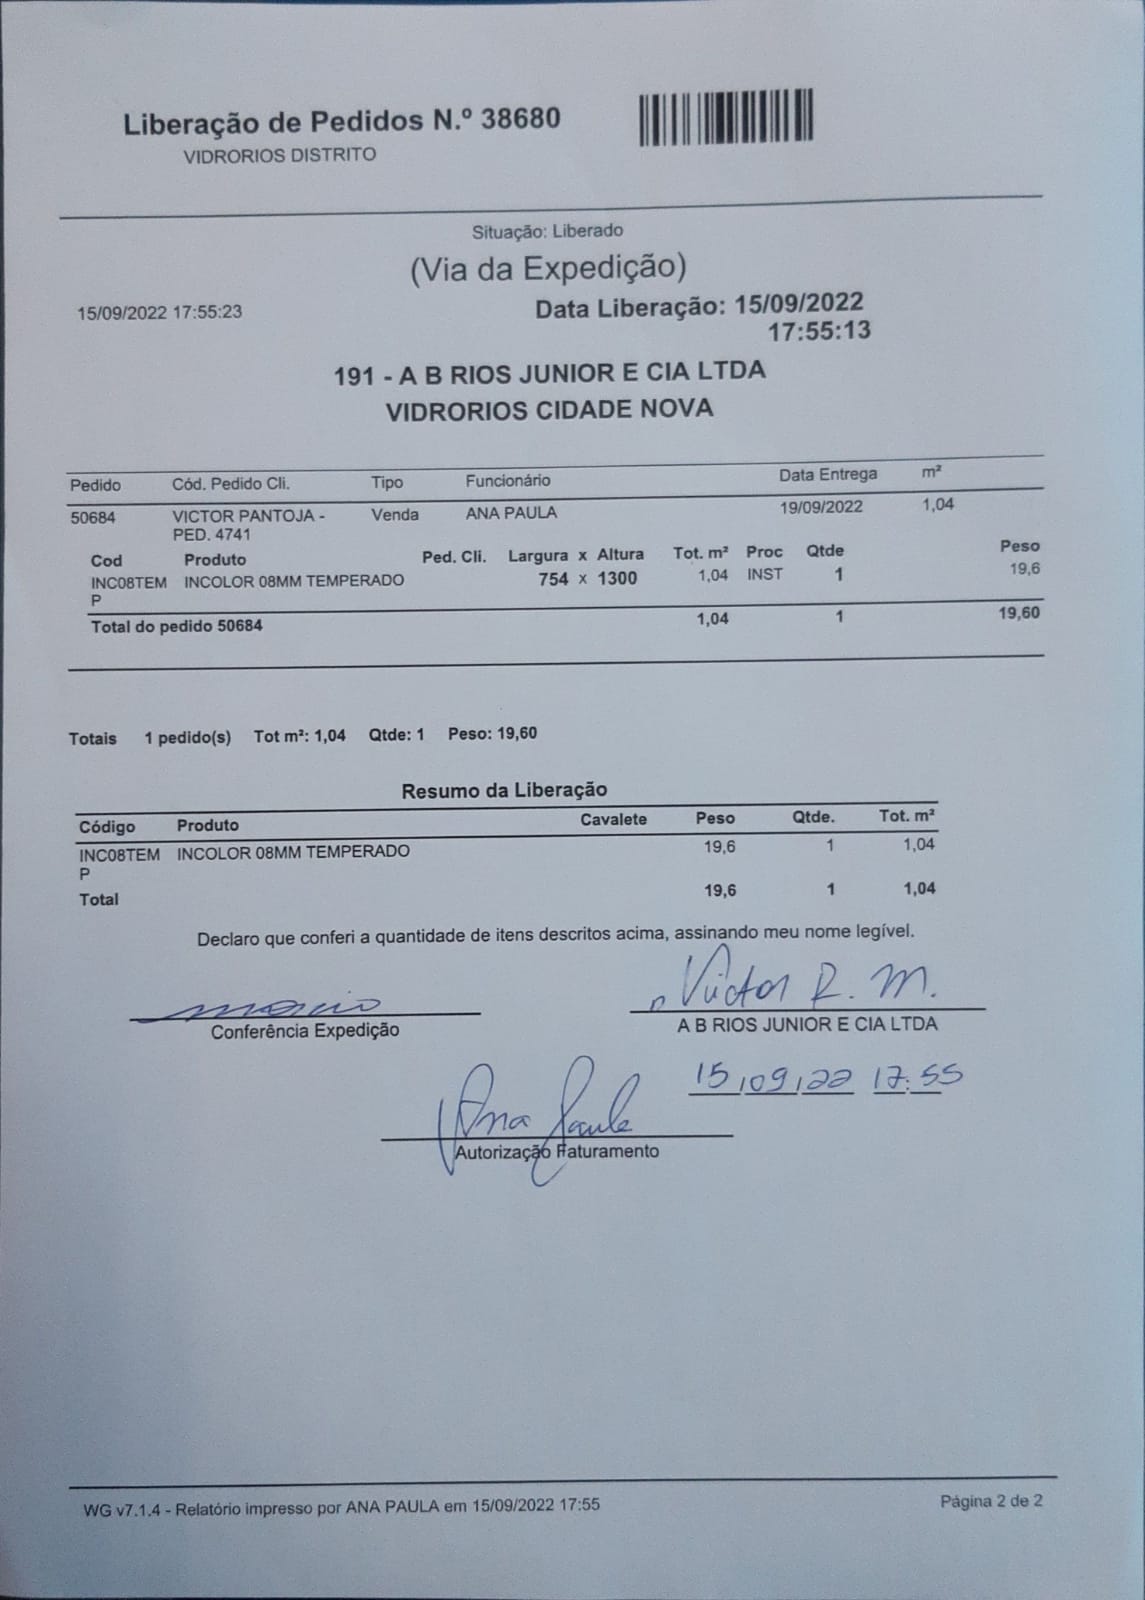 Liberação de Pedidos N.º 38680
VIDRORIOS DISTRITO
Situação: Liberado
(Via da Expedição)
15/09/2022 17:55:23
Data Liberação: 15/09/2022
17:55:13
191 - A B RIOS JUNIOR E CIA LTDA
VIDRORIOS CIDADE NOVA
Pedido Cód. Pedido Cli. Tipo Funcionário Data Entrega m²
50684 VICTOR PANTOJA - Venda ANA PAULA 19/09/2022 1,04
PED. 4741
Cod Produto Ped. Cli. Largura x Altura Tot. m² Proc Qtde Peso
INC08TEM INCOLOR 08MM TEMPERADO 754 x 1300 1,04 INST 1 19,6
P
Total do pedido 50684 1,04 1 19,60
Totais 1 pedido(s) Tot m²: 1,04 Qtde: 1 Peso: 19,60
Resumo da Liberação
Código Produto Cavalete Peso Qtde. Tot. m²
INC08TEM INCOLOR 08MM TEMPERADO 19,6 1 1,04
P
Total 19,6 1 1,04
Declaro que conferi a quantidade de itens descritos acima, assinando meu nome legível.
Victor R. M.
Conferência Expedição
A B RIOS JUNIOR E CIA LTDA
15/09/22 17:55
Ana Paula
Autorização Faturamento
WG v7.1.4 - Relatório impresso por ANA PAULA em 15/09/2022 17:55
Página 2 de 2